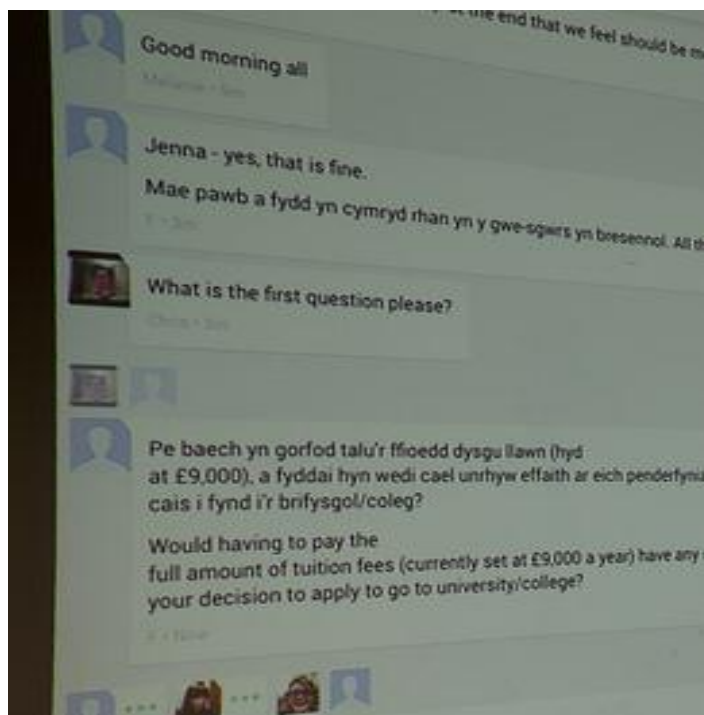 the end that we feel should be
Good morning all
Jenna - yes, that is fine.
Mae pawb a fydd yn cymryd rhan yn y gwe-sgwrs yn bresennol. All
What is the first question please?
Pe baech yn gorfod talu'r ffioedd dysgu llawn (hyd
at £9,000), a fyddai hyn wedi cael unrhyw effaith ar eich
cais i fynd i'r brifysgol/coleg?
Would having to pay the
full amount of tuition fees (currently set at £9,000 a year) have any
your decision to apply to go to university/college?